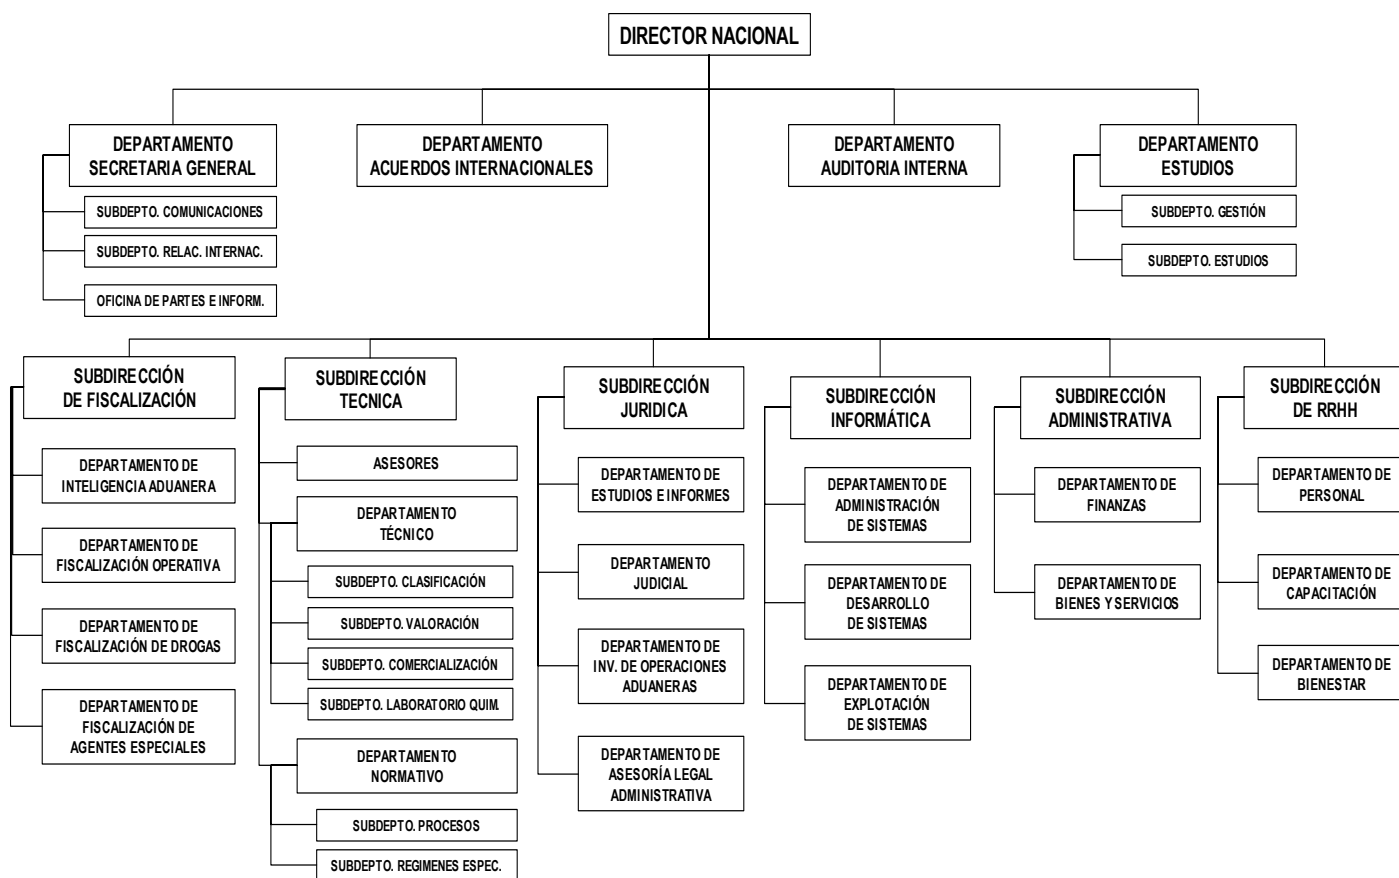 DIRECTOR NACIONAL
DEPARTAMENTO
SECRETARIA GENERAL
SUBDEPTO. COMUNICACIONES
SUBDEPTO. RELAC. INTERNAC.
OFICINA DE PARTES E INFORM.
DEPARTAMENTO
ACUERDOS INTERNACIONALES
DEPARTAMENTO
AUDITORIA INTERNA
DEPARTAMENTO
ESTUDIOS
SUBDEPTO. GESTIÓN
SUBDEPTO. ESTUDIOS
SUBDIRECCIÓN
DE FISCALIZACIÓN
DEPARTAMENTO DE
INTELIGENCIA ADUANERA
DEPARTAMENTO DE
FISCALIZACIÓN OPERATIVA
DEPARTAMENTO DE
FISCALIZACIÓN DE DROGAS
DEPARTAMENTO DE
FISCALIZACIÓN DE
AGENTES ESPECIALES
SUBDIRECCIÓN
TECNICA
ASESORES
DEPARTAMENTO
TÉCNICO
SUBDEPTO. CLASIFICACIÓN
SUBDEPTO. VALORACIÓN
SUBDEPTO. COMERCIALIZACIÓN
SUBDEPTO. LABORATORIO QUIM.
DEPARTAMENTO
NORMATIVO
SUBDEPTO. PROCESOS
SUBDEPTO. REGIMENES ESPEC.
SUBDIRECCIÓN
JURIDICA
DEPARTAMENTO DE
ESTUDIOS E INFORMES
DEPARTAMENTO
JUDICIAL
DEPARTAMENTO DE
INV. DE OPERACIONES
ADUANERAS
DEPARTAMENTO DE
ASESORÍA LEGAL
ADMINISTRATIVA
SUBDIRECCIÓN
INFORMÁTICA
DEPARTAMENTO DE
ADMINISTRACIÓN
DE SISTEMAS
DEPARTAMENTO DE
DESARROLLO
DE SISTEMAS
DEPARTAMENTO DE
EXPLOTACIÓN
DE SISTEMAS
SUBDIRECCIÓN
ADMINISTRATIVA
DEPARTAMENTO DE
FINANZAS
DEPARTAMENTO DE
BIENES Y SERVICIOS
SUBDIRECCIÓN
DE RRHH
DEPARTAMENTO DE
PERSONAL
DEPARTAMENTO DE
CAPACITACIÓN
DEPARTAMENTO DE
BIENESTAR